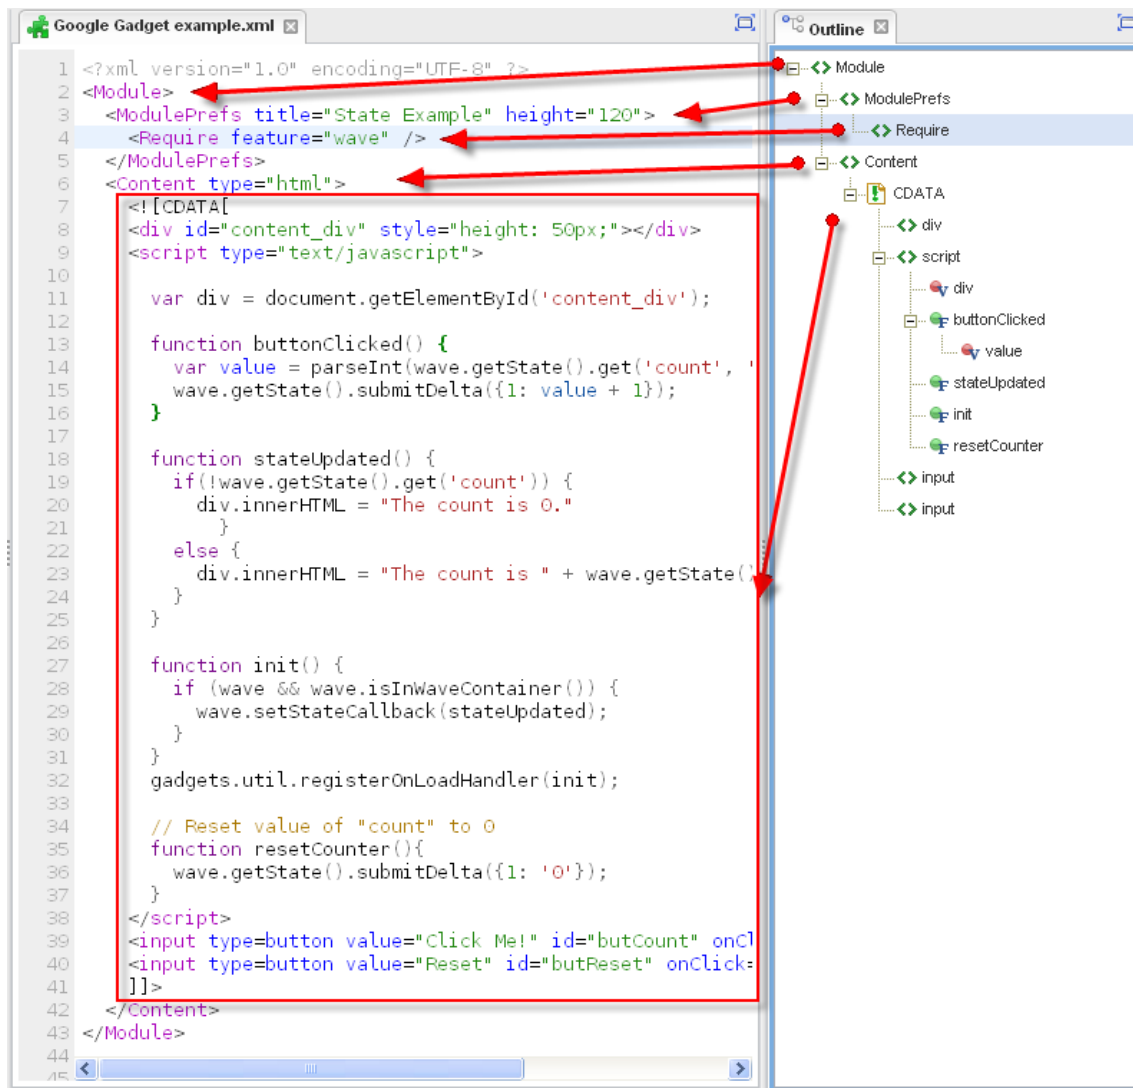 Google Gadget example.xml
1 <?xml version="1.0" encoding="UTF-8" ?>
2 <Module>
3 <ModulePrefs title="State Example" height="120">
4 <Require feature="wave" />
5 </ModulePrefs>
6 <Content type="html">
7 <![CDATA[
8 <div id="content_div" style="height: 50px;"></div>
9 <script type="text/javascript">
10
11 var div = document.getElementById('content_div');
12
13 function buttonClicked() {
14 var value = parseInt(wave.getState().get('count', '
15 wave.getState().submitDelta({1: value + 1});
16 }
17
18 function stateUpdated() {
19 if(!wave.getState().get('count')) {
20 div.innerHTML = "The count is 0."
21 }
22 else {
23 div.innerHTML = "The count is " + wave.getState()
24 }
25 }
26
27 function init() {
28 if (wave && wave.isInWaveContainer()) {
29 wave.setStateCallback(stateUpdated);
30 }
31 }
32 gadgets.util.registerOnLoadHandler(init);
33
34 // Reset value of "count" to 0
35 function resetCounter(){
36 wave.getState().submitDelta({1: '0'});
37 }
38 </script>
39 <input type=button value="Click Me!" id="butCount" onCl
40 <input type=button value="Reset" id="butReset" onClick=
41 ]]>
42 </Content>
43 </Module>
44
45
Outline
Module
ModulePrefs
Require
Content
CDATA
div
script
div
buttonClicked
value
stateUpdated
init
resetCounter
input
input